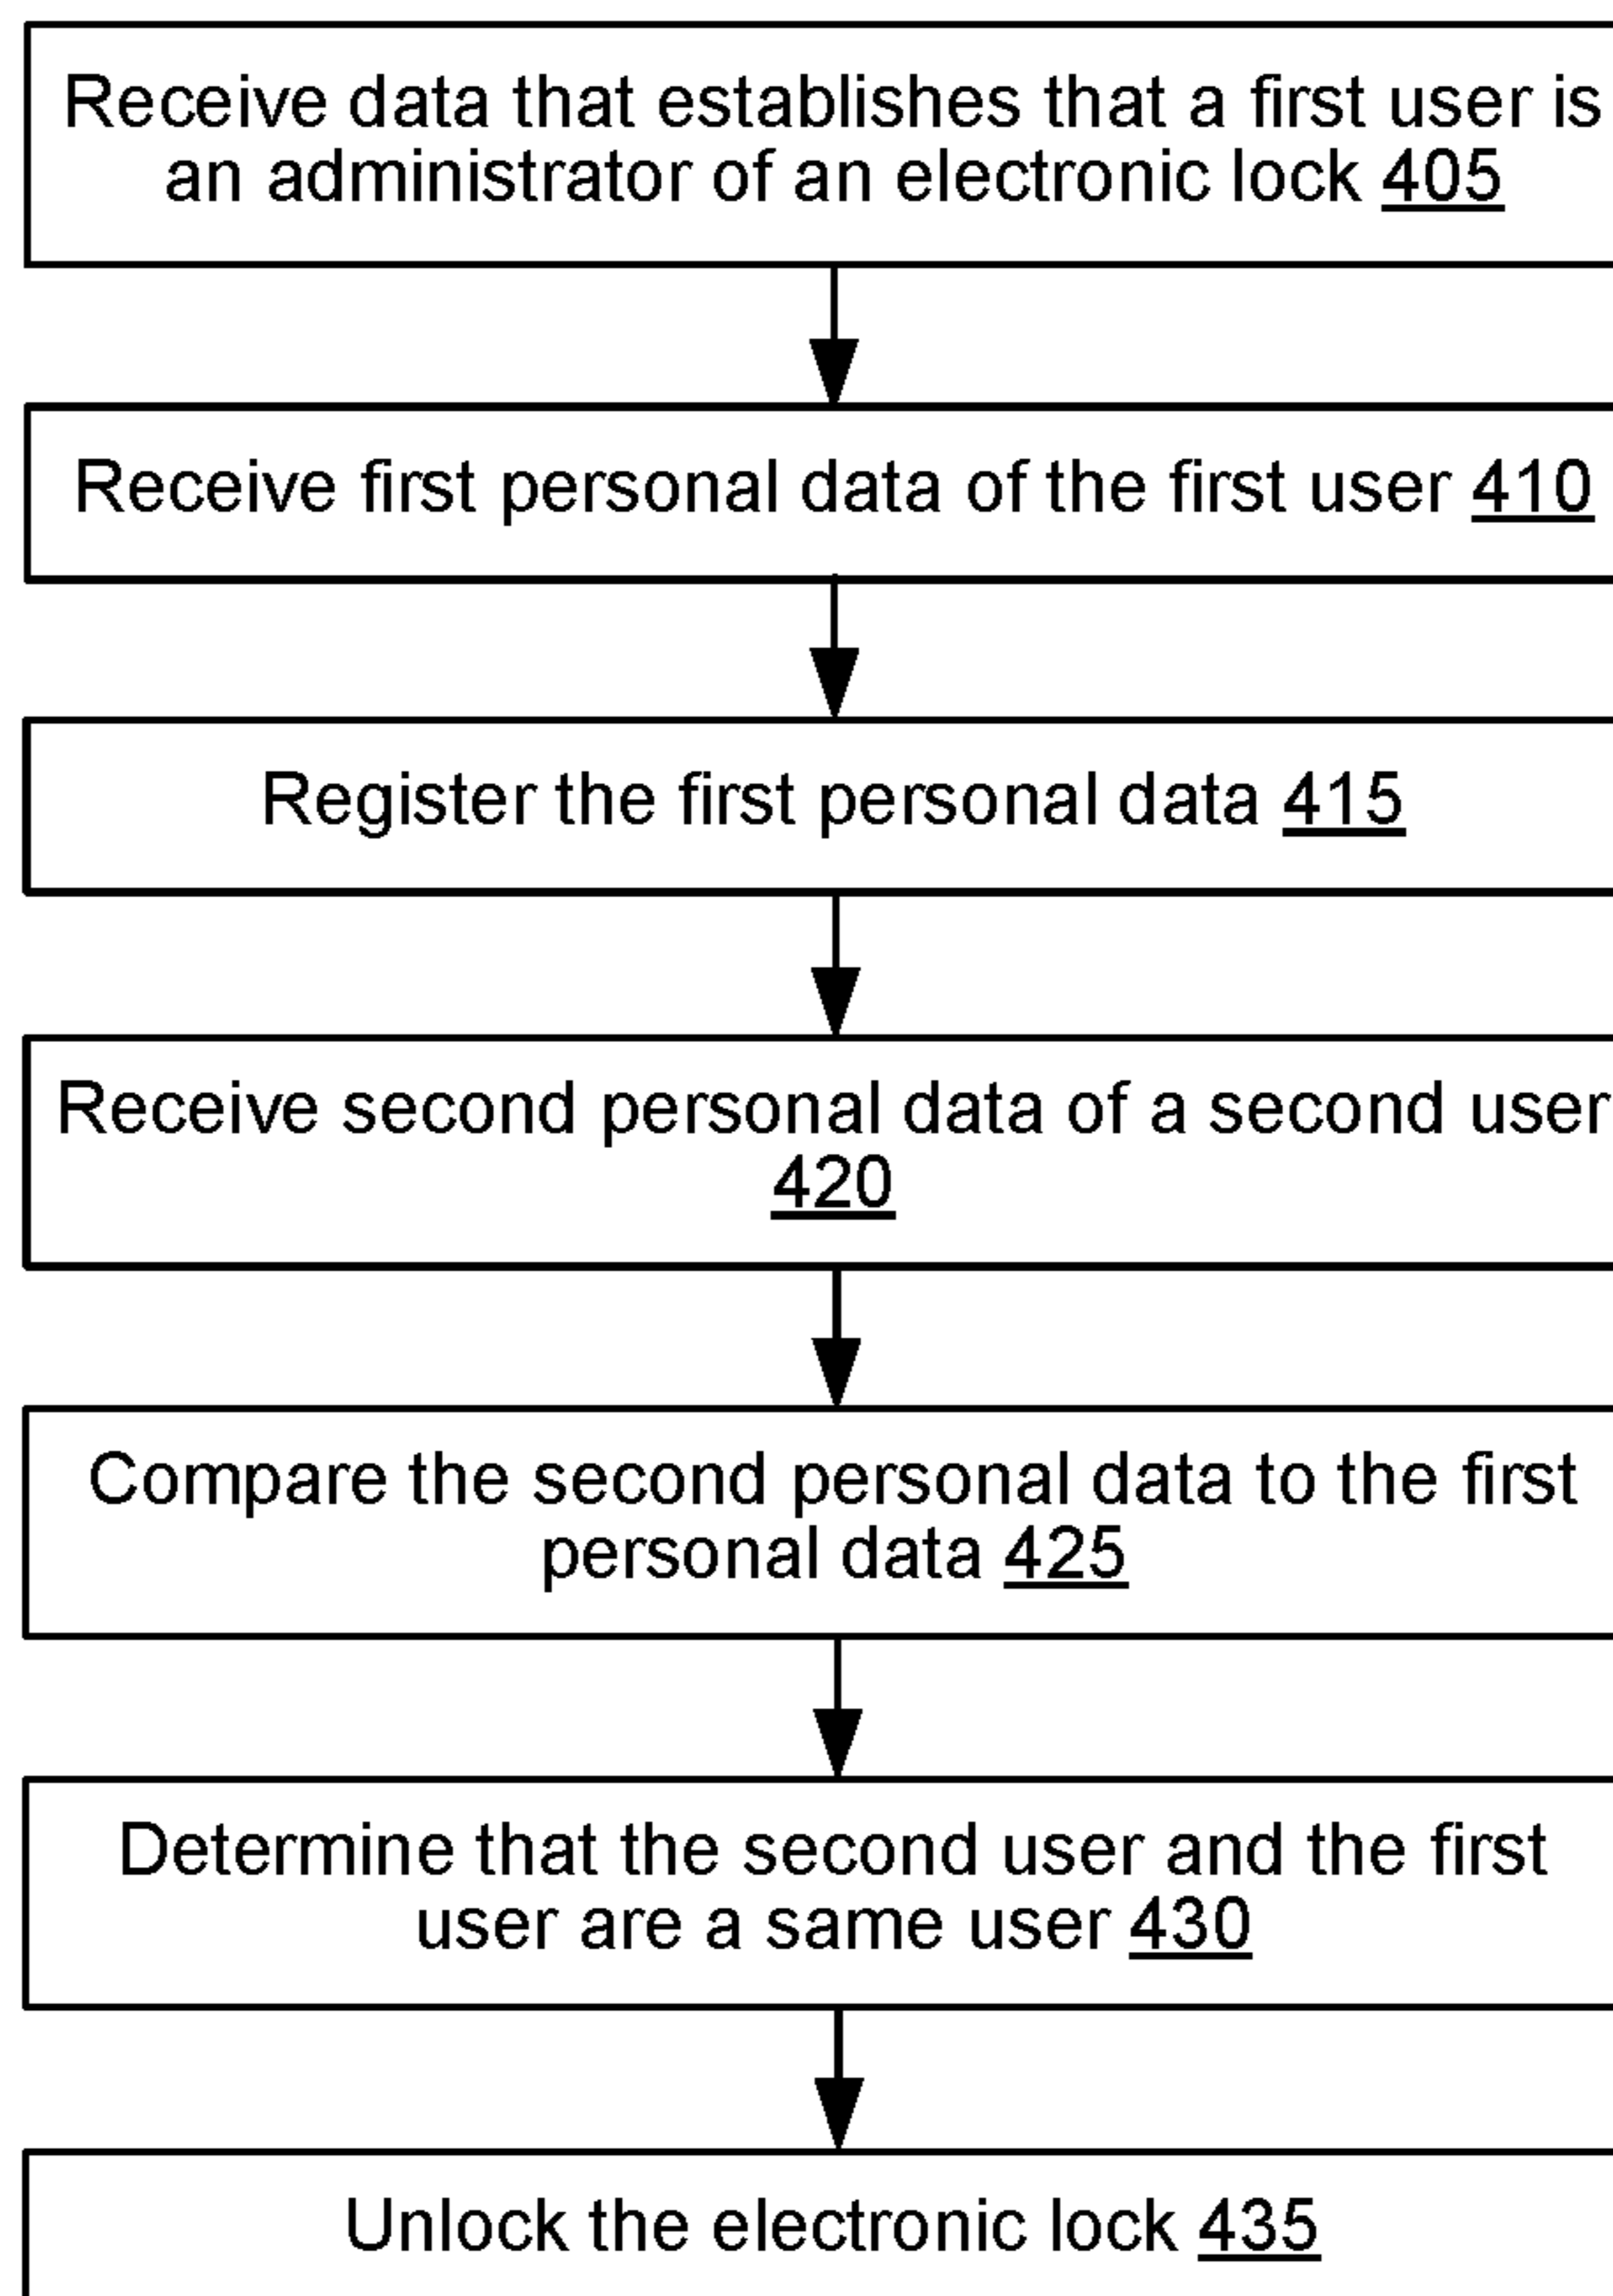 Receive data that establishes that a first user is
an administrator of an electronic lock 405
Receive first personal data of the first user 410
Register the first personal data 415
Receive second personal data of a second user
420
Compare the second personal data to the first
personal data 425
Determine that the second user and the first
user are a same user 430
Unlock the electronic lock 435